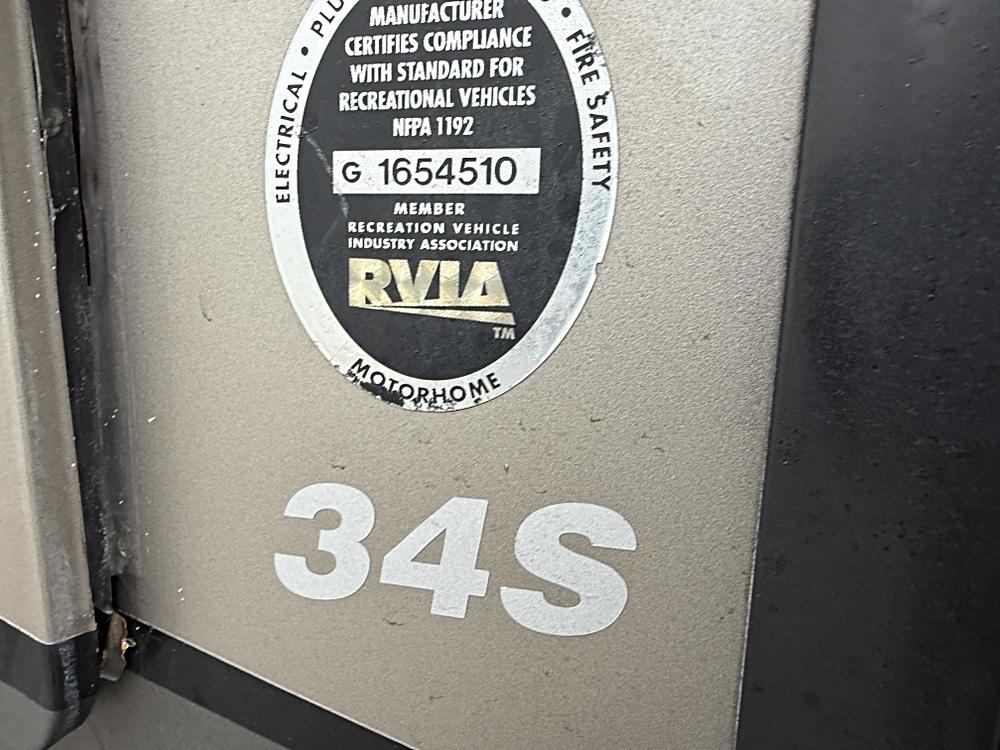 ELECTRICAL •
• FIRE SAFETY
MANUFACTURER
CERTIFIES COMPLIANCE
WITH STANDARD FOR
RECREATIONAL VEHICLES
NFPA 1192
G 1654510
MEMBER
RECREATION VEHICLE
INDUSTRY ASSOCIATION
RVIA
TM
MOTORHOME
34S